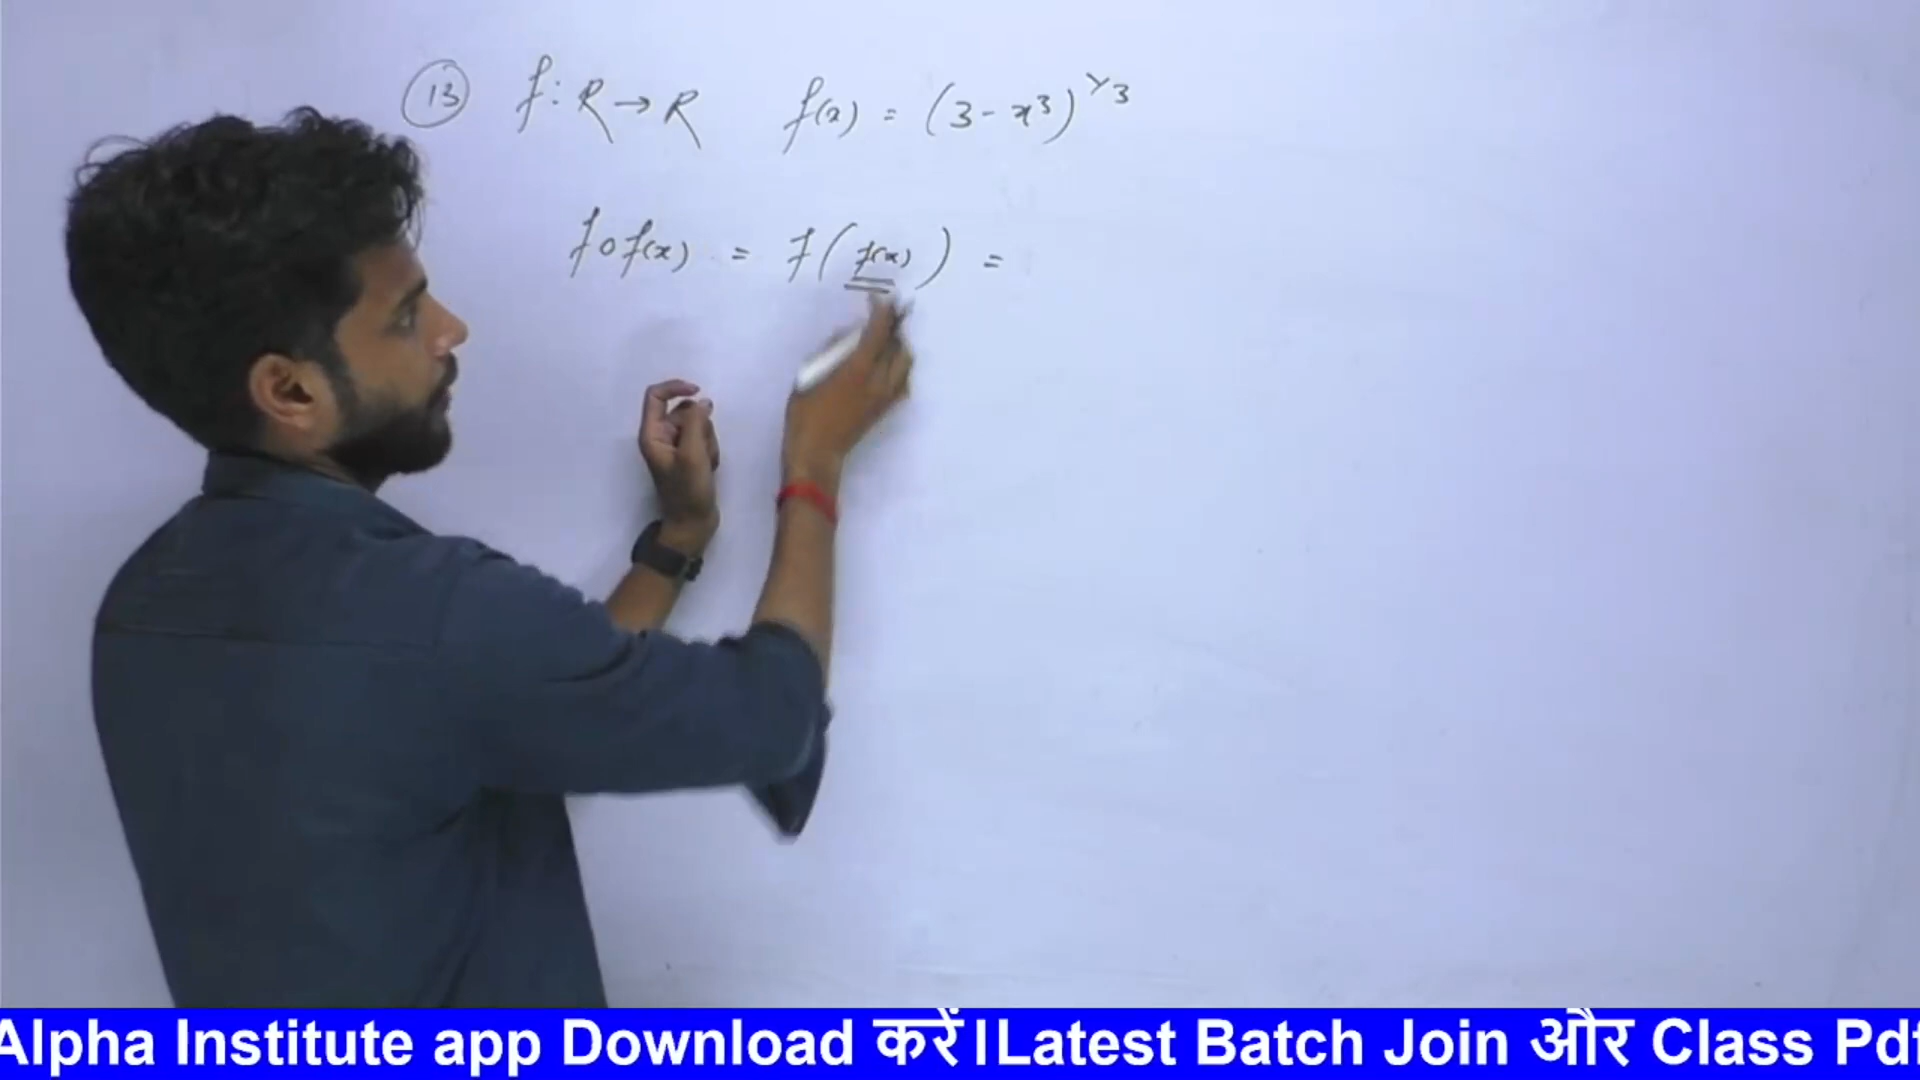 13 f: R → R f(x) = (3 - x³)^1/3
fof(x) = f(f(x)) =
Alpha Institute app Download करें।Latest Batch Join और Class Pdf